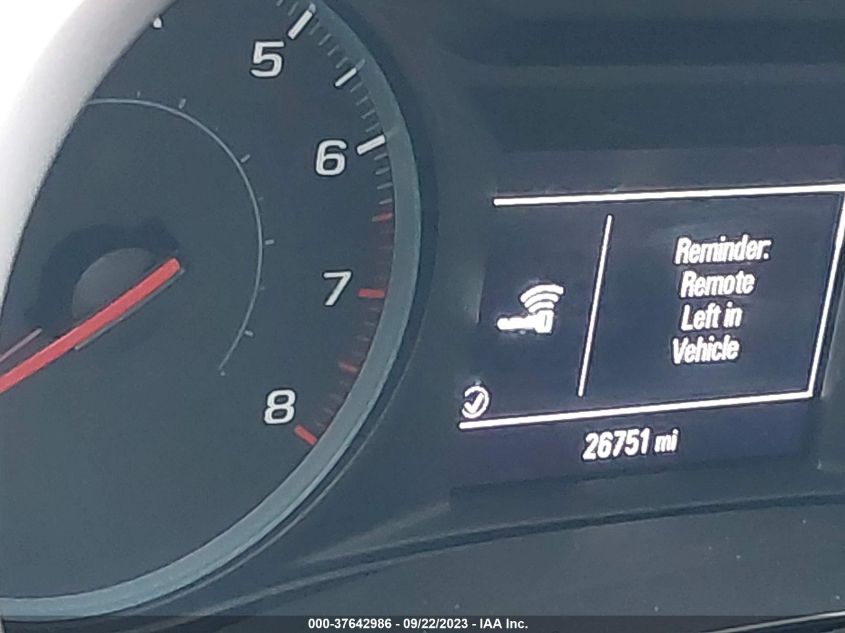 5
6
7
8
Reminder:
Remote
Left in
Vehicle
26751 mi
000-37642986 - 09/22/2023 - IAA Inc.